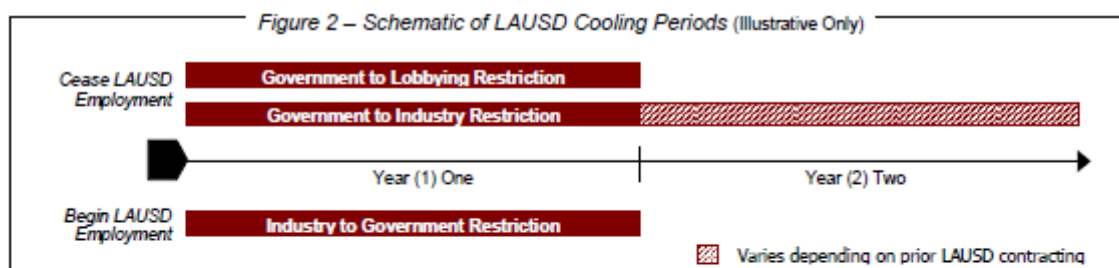 Figure 2 – Schematic of LAUSD Cooling Periods (Illustrative Only)
Cease LAUSD
Employment
Government to Lobbying Restriction
Government to Industry Restriction
Year (1) One
Year (2) Two
Begin LAUSD
Employment
Industry to Government Restriction
Varies depending on prior LAUSD contracting